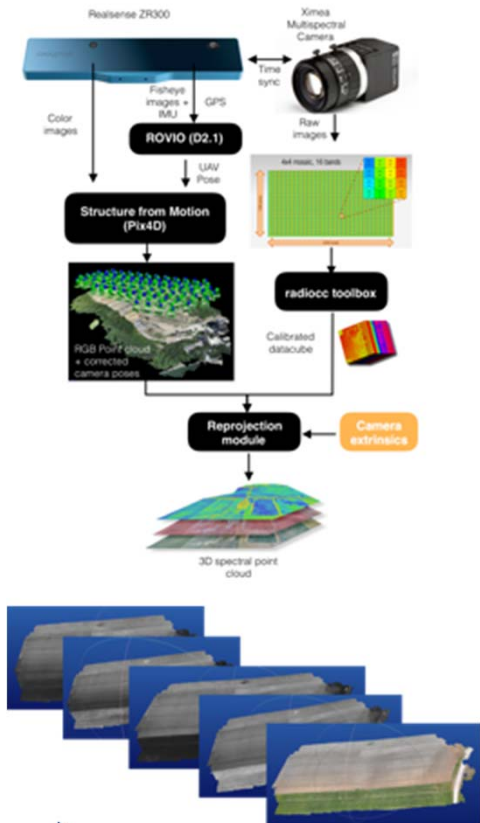 Realsense ZR300
Ximea
Multispectral
Camera
Time
sync
Fisheye
images +
IMU
GPS
Color
images
Raw
images
ROVIO (D2.1)
UAV
Pose
4x4 mosaic, 16 bands
Structure from Motion
(Pix4D)
radiocc toolbox
RGB Point cloud
+ corrected
camera poses
Calibrated
datacube
Reprojection
module
Camera
extrinsics
3D spectral point
cloud